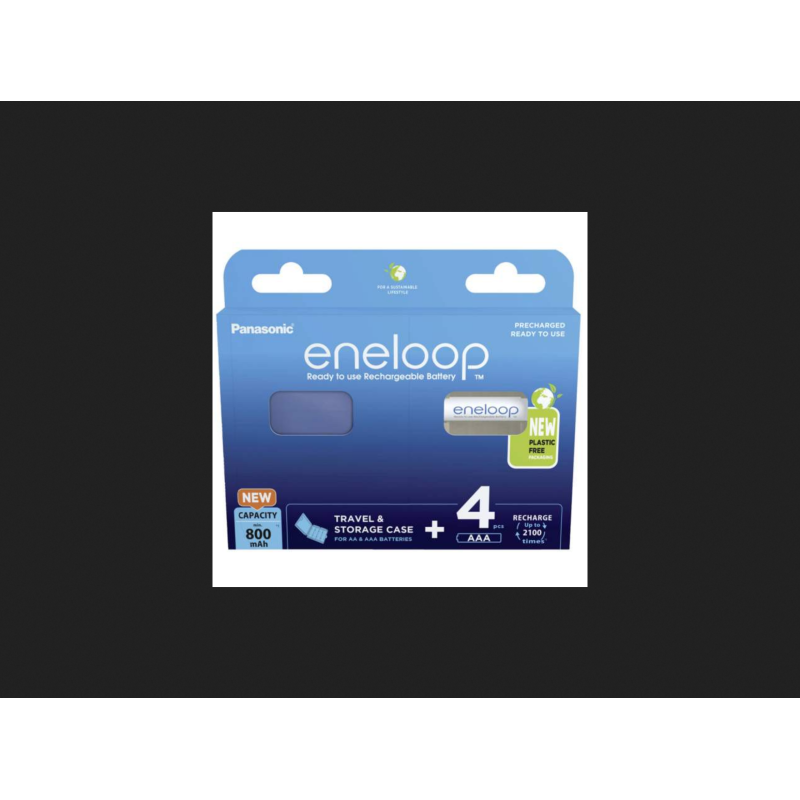 FOR A SUSTAINABLE
LIFESTYLE
Panasonic
PRECHARGED
READY TO USE
eneloop
Ready to use Rechargeable Battery ™
eneloop
NEW
PLASTIC
FREE
PACKAGING
NEW
CAPACITY
min.
800
mAh
TRAVEL &
STORAGE CASE
FOR AA & AAA BATTERIES
+
4 pcs
AAA
RECHARGE
Up to
2100
times